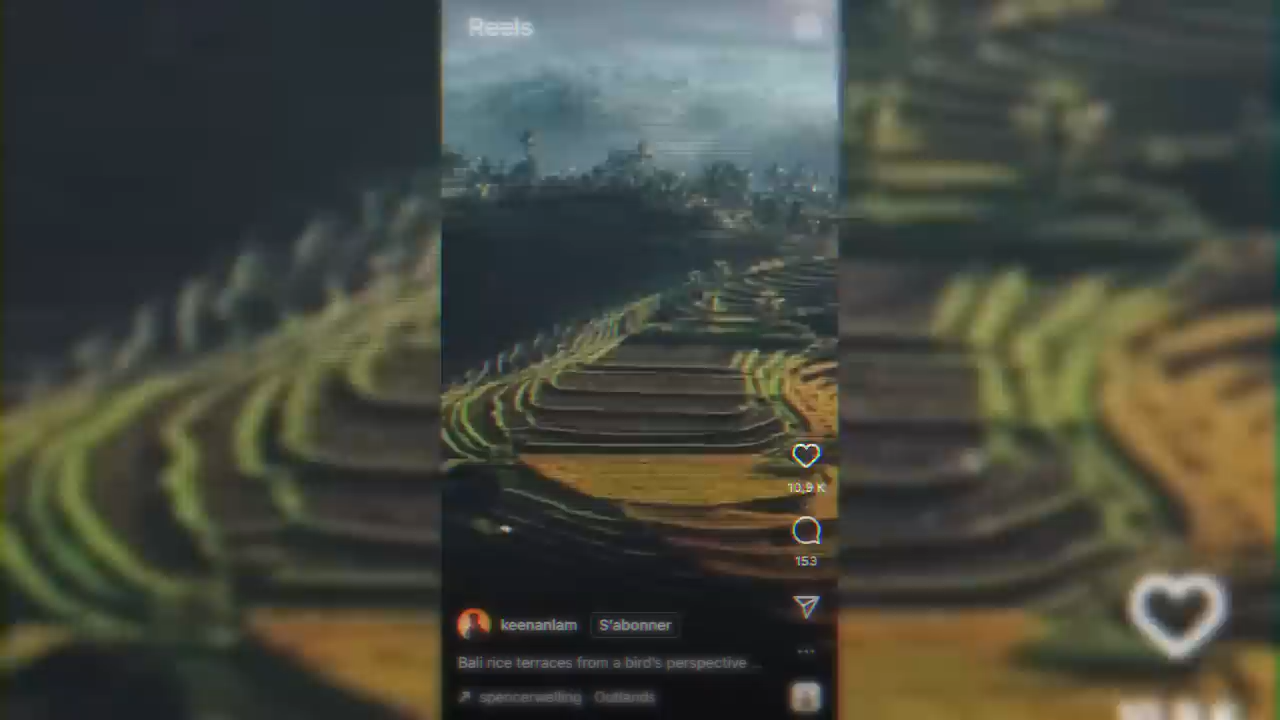 Reels
10,9 K
153
keenanlam S'abonner
Bali rice terraces from a bird's perspective ...
spencerwelling Outlands